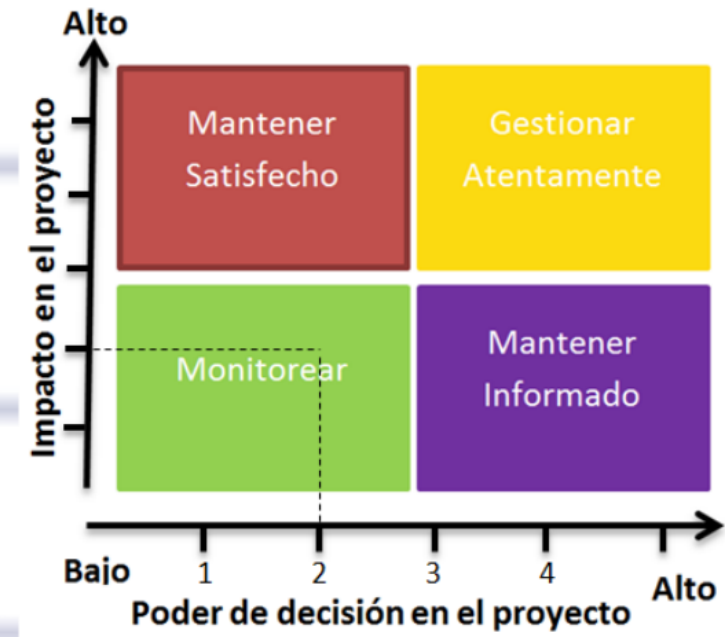 Alto
Impacto en el proyecto
Mantener
Satisfecho
Gestionar
Atentamente
Monitorear
Mantener
Informado
Bajo
1
2
3
4
Alto
Poder de decisión en el proyecto